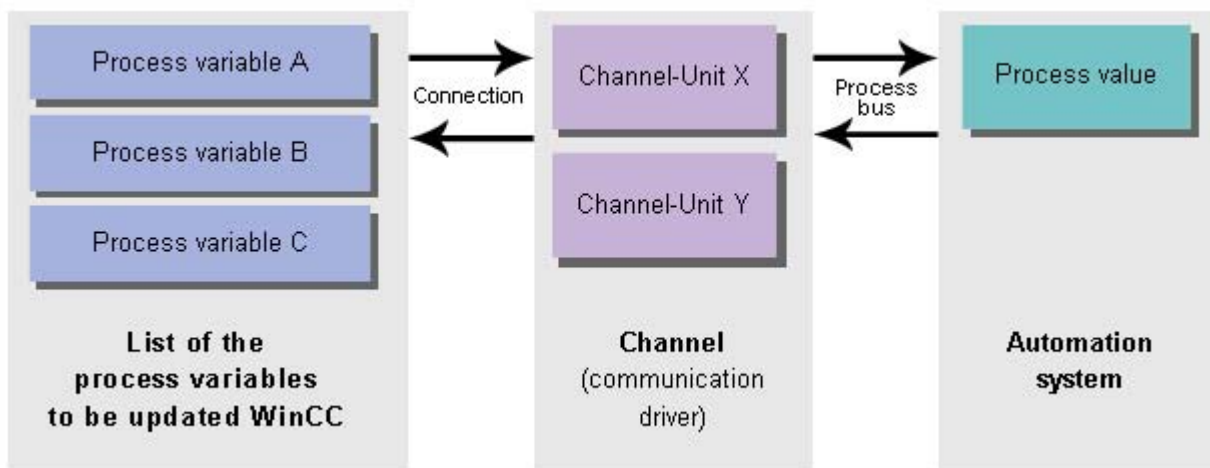 Process variable A
Process variable B
Process variable C
List of the
process variables
to be updated WinCC
Connection
Channel-Unit X
Channel-Unit Y
Channel
(communication
driver)
Process
bus
Process value
Automation
system